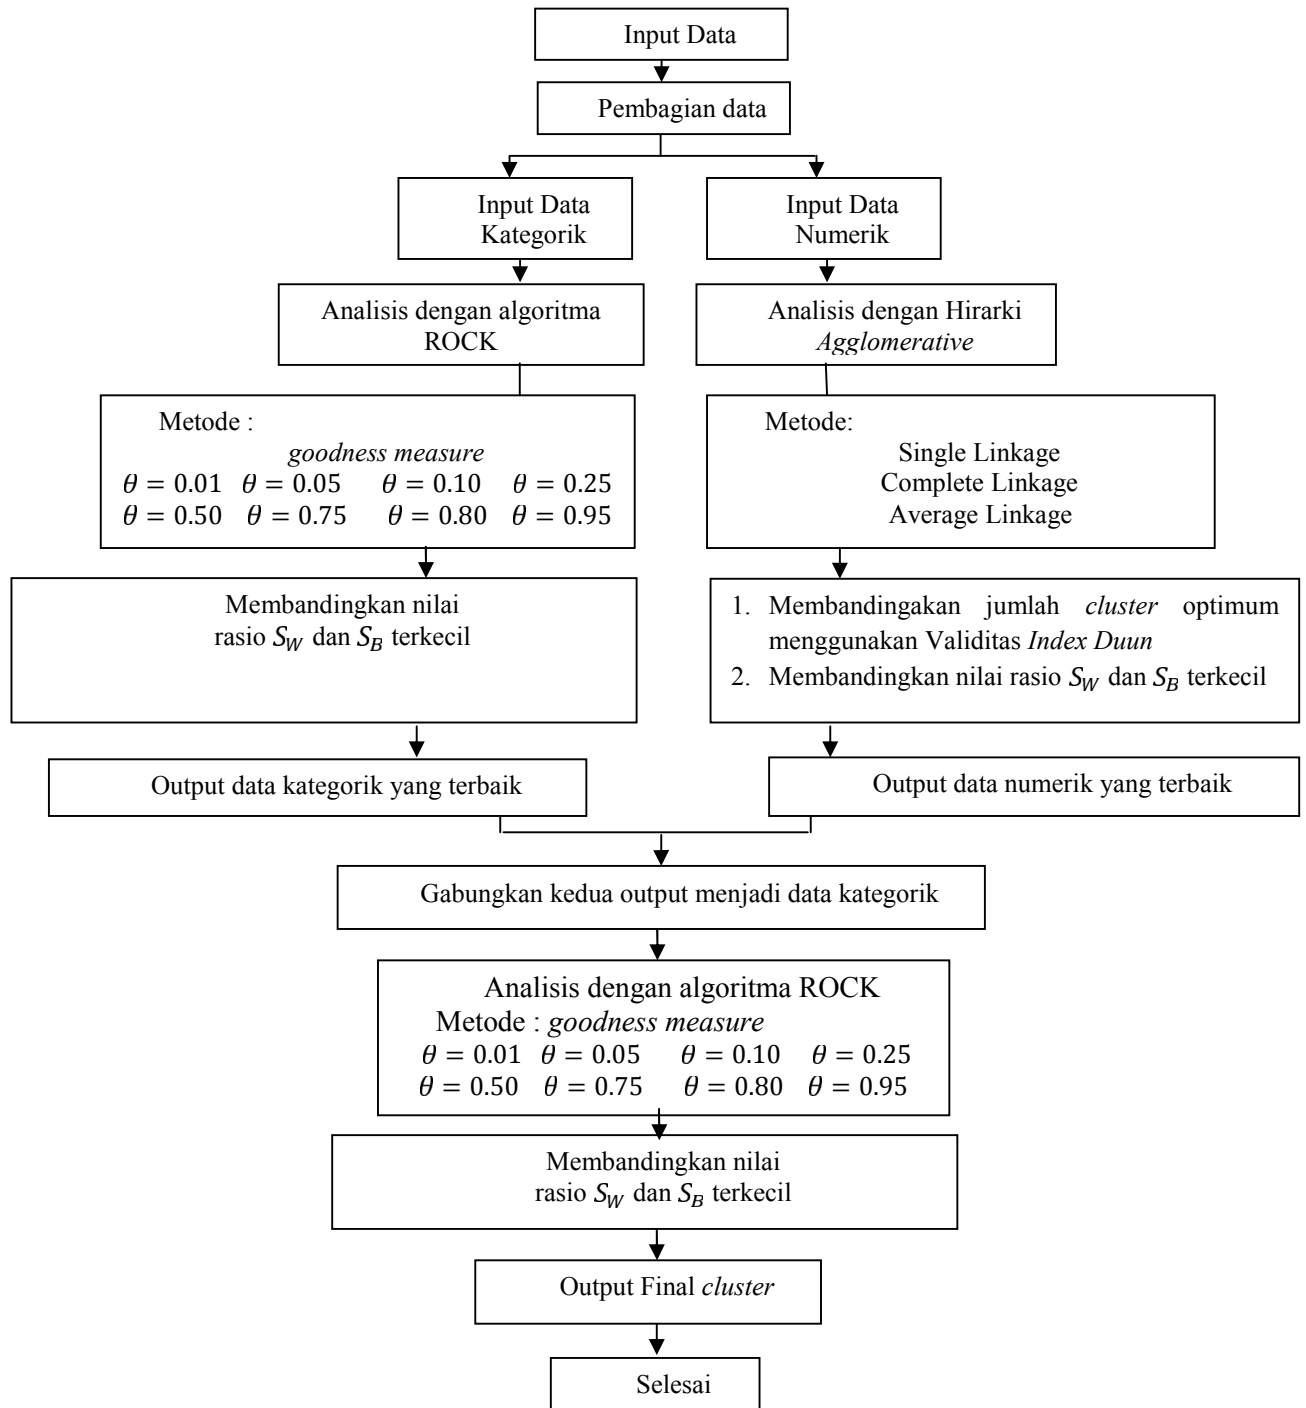 Input Data
Pembagian data
Input Data
Kategorik
Input Data
Numerik
Analisis dengan algoritma
ROCK
Analisis dengan Hirarki
Agglomerative
Metode :
goodness measure
θ = 0.01 θ = 0.05 θ = 0.10 θ = 0.25
θ = 0.50 θ = 0.75 θ = 0.80 θ = 0.95
Metode:
Single Linkage
Complete Linkage
Average Linkage
Membandingkan nilai
rasio S_W dan S_B terkecil
1. Membandingakan jumlah cluster optimum
menggunakan Validitas Index Duun
2. Membandingkan nilai rasio S_W dan S_B terkecil
Output data kategorik yang terbaik
Output data numerik yang terbaik
Gabungkan kedua output menjadi data kategorik
Analisis dengan algoritma ROCK
Metode : goodness measure
θ = 0.01 θ = 0.05 θ = 0.10 θ = 0.25
θ = 0.50 θ = 0.75 θ = 0.80 θ = 0.95
Membandingkan nilai
rasio S_W dan S_B terkecil
Output Final cluster
Selesai